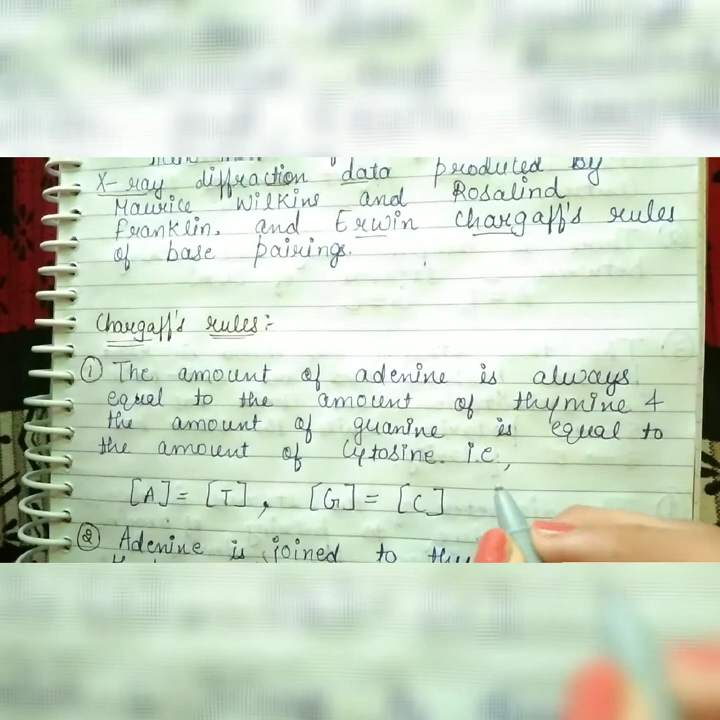 X-ray diffraction data produced by
Maurice Wilkins and Rosalind
Franklin, and Erwin Chargaff's rules
of base pairings.
Chargaff's rules:-
① The amount of adenine is always
equal to the amount of thymine &
the amount of guanine is equal to
the amount of Cytosine. i.e,
[A] = [T], [G] = [C]
② Adenine is joined to